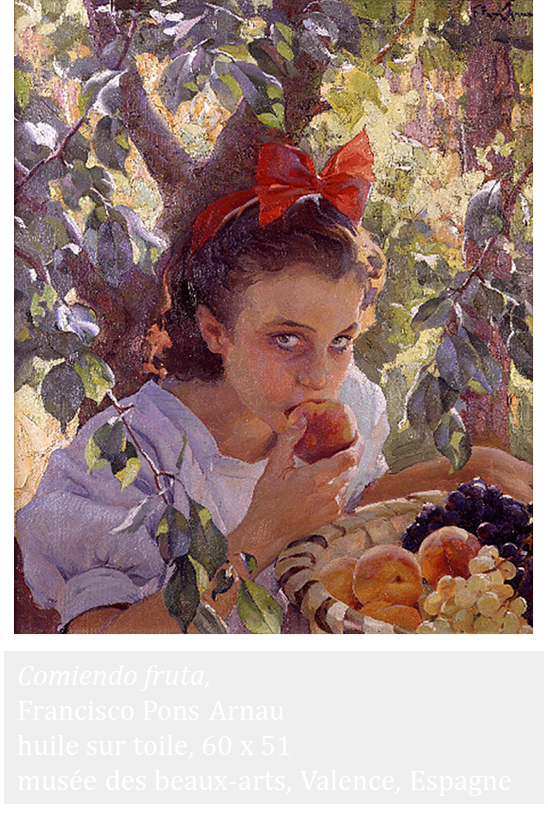 Comiendo fruta,
Francisco Pons Arnau
huile sur toile, 60 x 51
musée des beaux-arts, Valence, Espagne